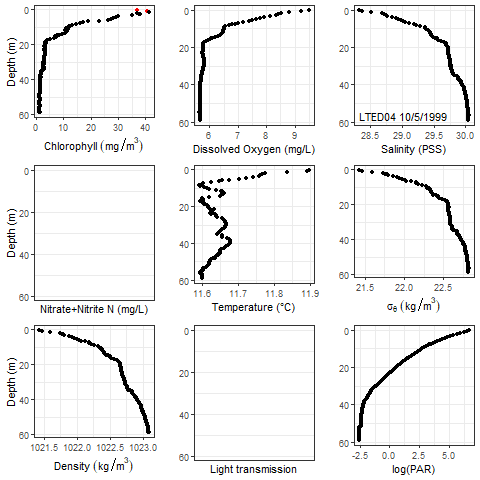 0
20
40
60
Depth (m)
0 10 20 30 40
Chlorophyll (mg/m³)
0
20
40
60
6 7 8 9
Dissolved Oxygen (mg/L)
0
20
40
60
LTED04 10/5/1999
28.5 29.0 29.5 30.0
Salinity (PSS)
0
20
40
60
Depth (m)
Nitrate+Nitrite N (mg/L)
0
20
40
60
11.6 11.7 11.8 11.9
Temperature (°C)
0
20
40
60
21.5 22.0 22.5
σθ (kg/m³)
0
20
40
60
Depth (m)
1021.5 1022.0 1022.5 1023.0
Density (kg/m³)
0
20
40
60
Light transmission
0
20
40
60
-2.5 0.0 2.5 5.0
log(PAR)